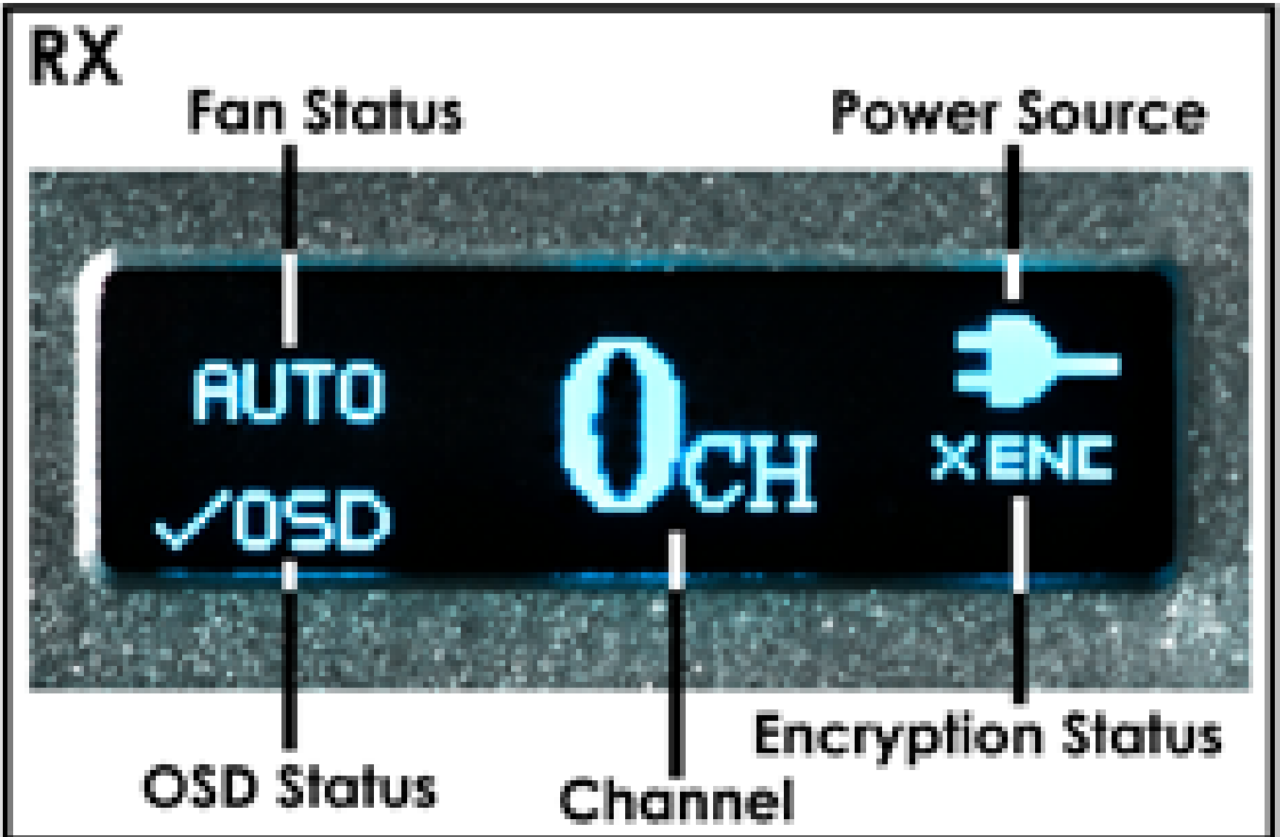 RX
Fan Status
Power Source
AUTO
0CH
XENC
✓OSD
Encryption Status
OSD Status
Channel